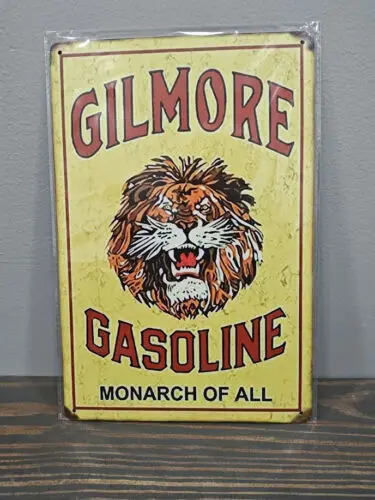 GILMORE
GASOLINE
MONARCH OF ALL